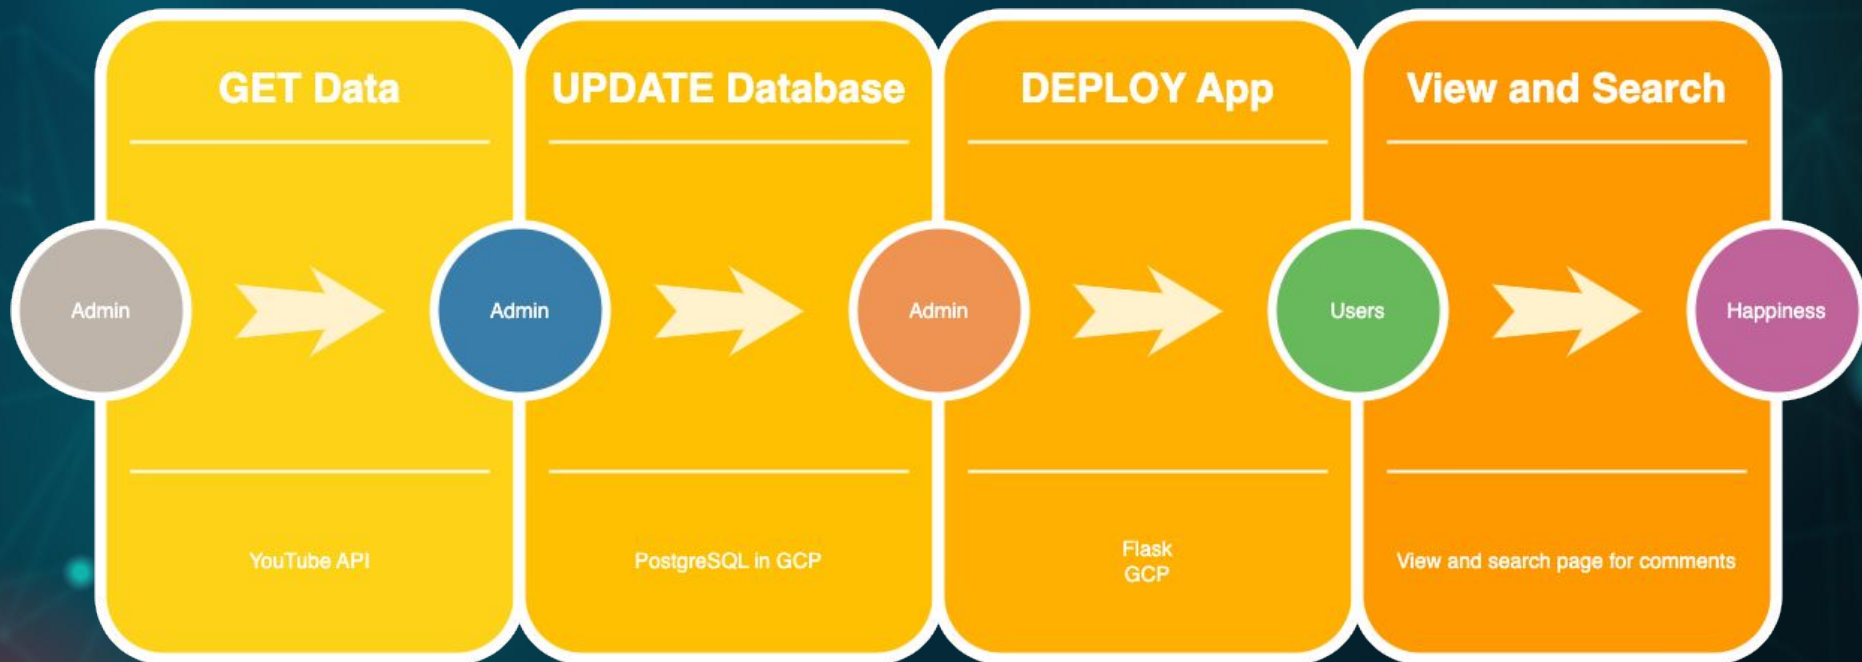 GET Data
UPDATE Database
DEPLOY App
View and Search
Admin
Admin
Admin
Users
Happiness
YouTube API
PostgreSQL in GCP
Flask
GCP
View and search page for comments